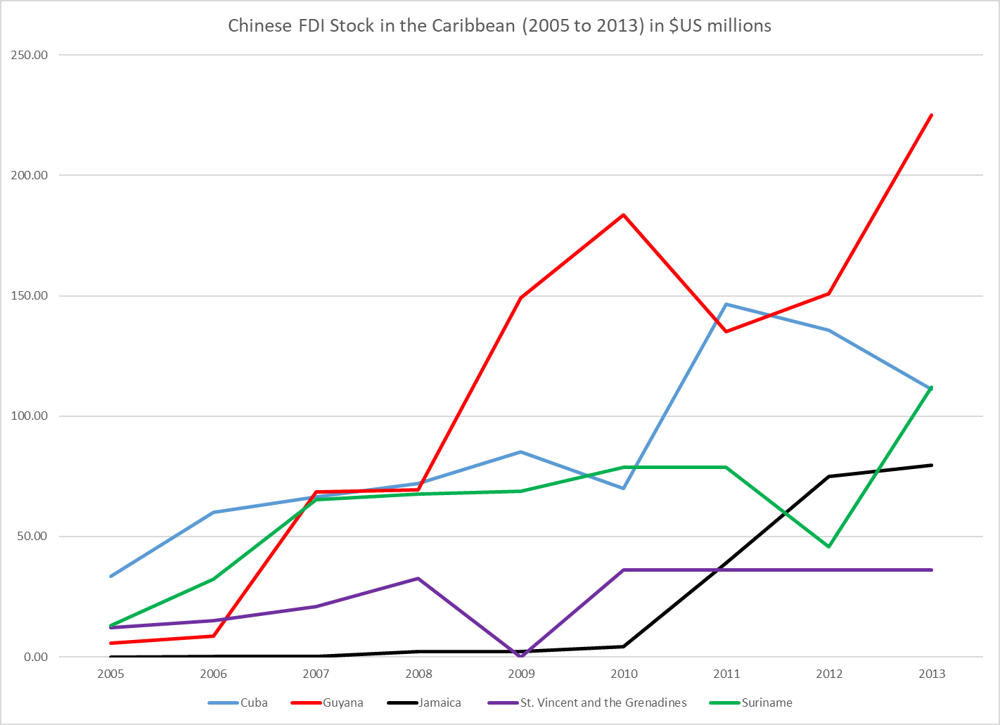 Chinese FDI Stock in the Caribbean (2005 to 2013) in $US millions
250.00
200.00
150.00
100.00
50.00
0.00
2005 2006 2007 2008 2009 2010 2011 2012 2013
Cuba Guyana Jamaica St. Vincent and the Grenadines Suriname